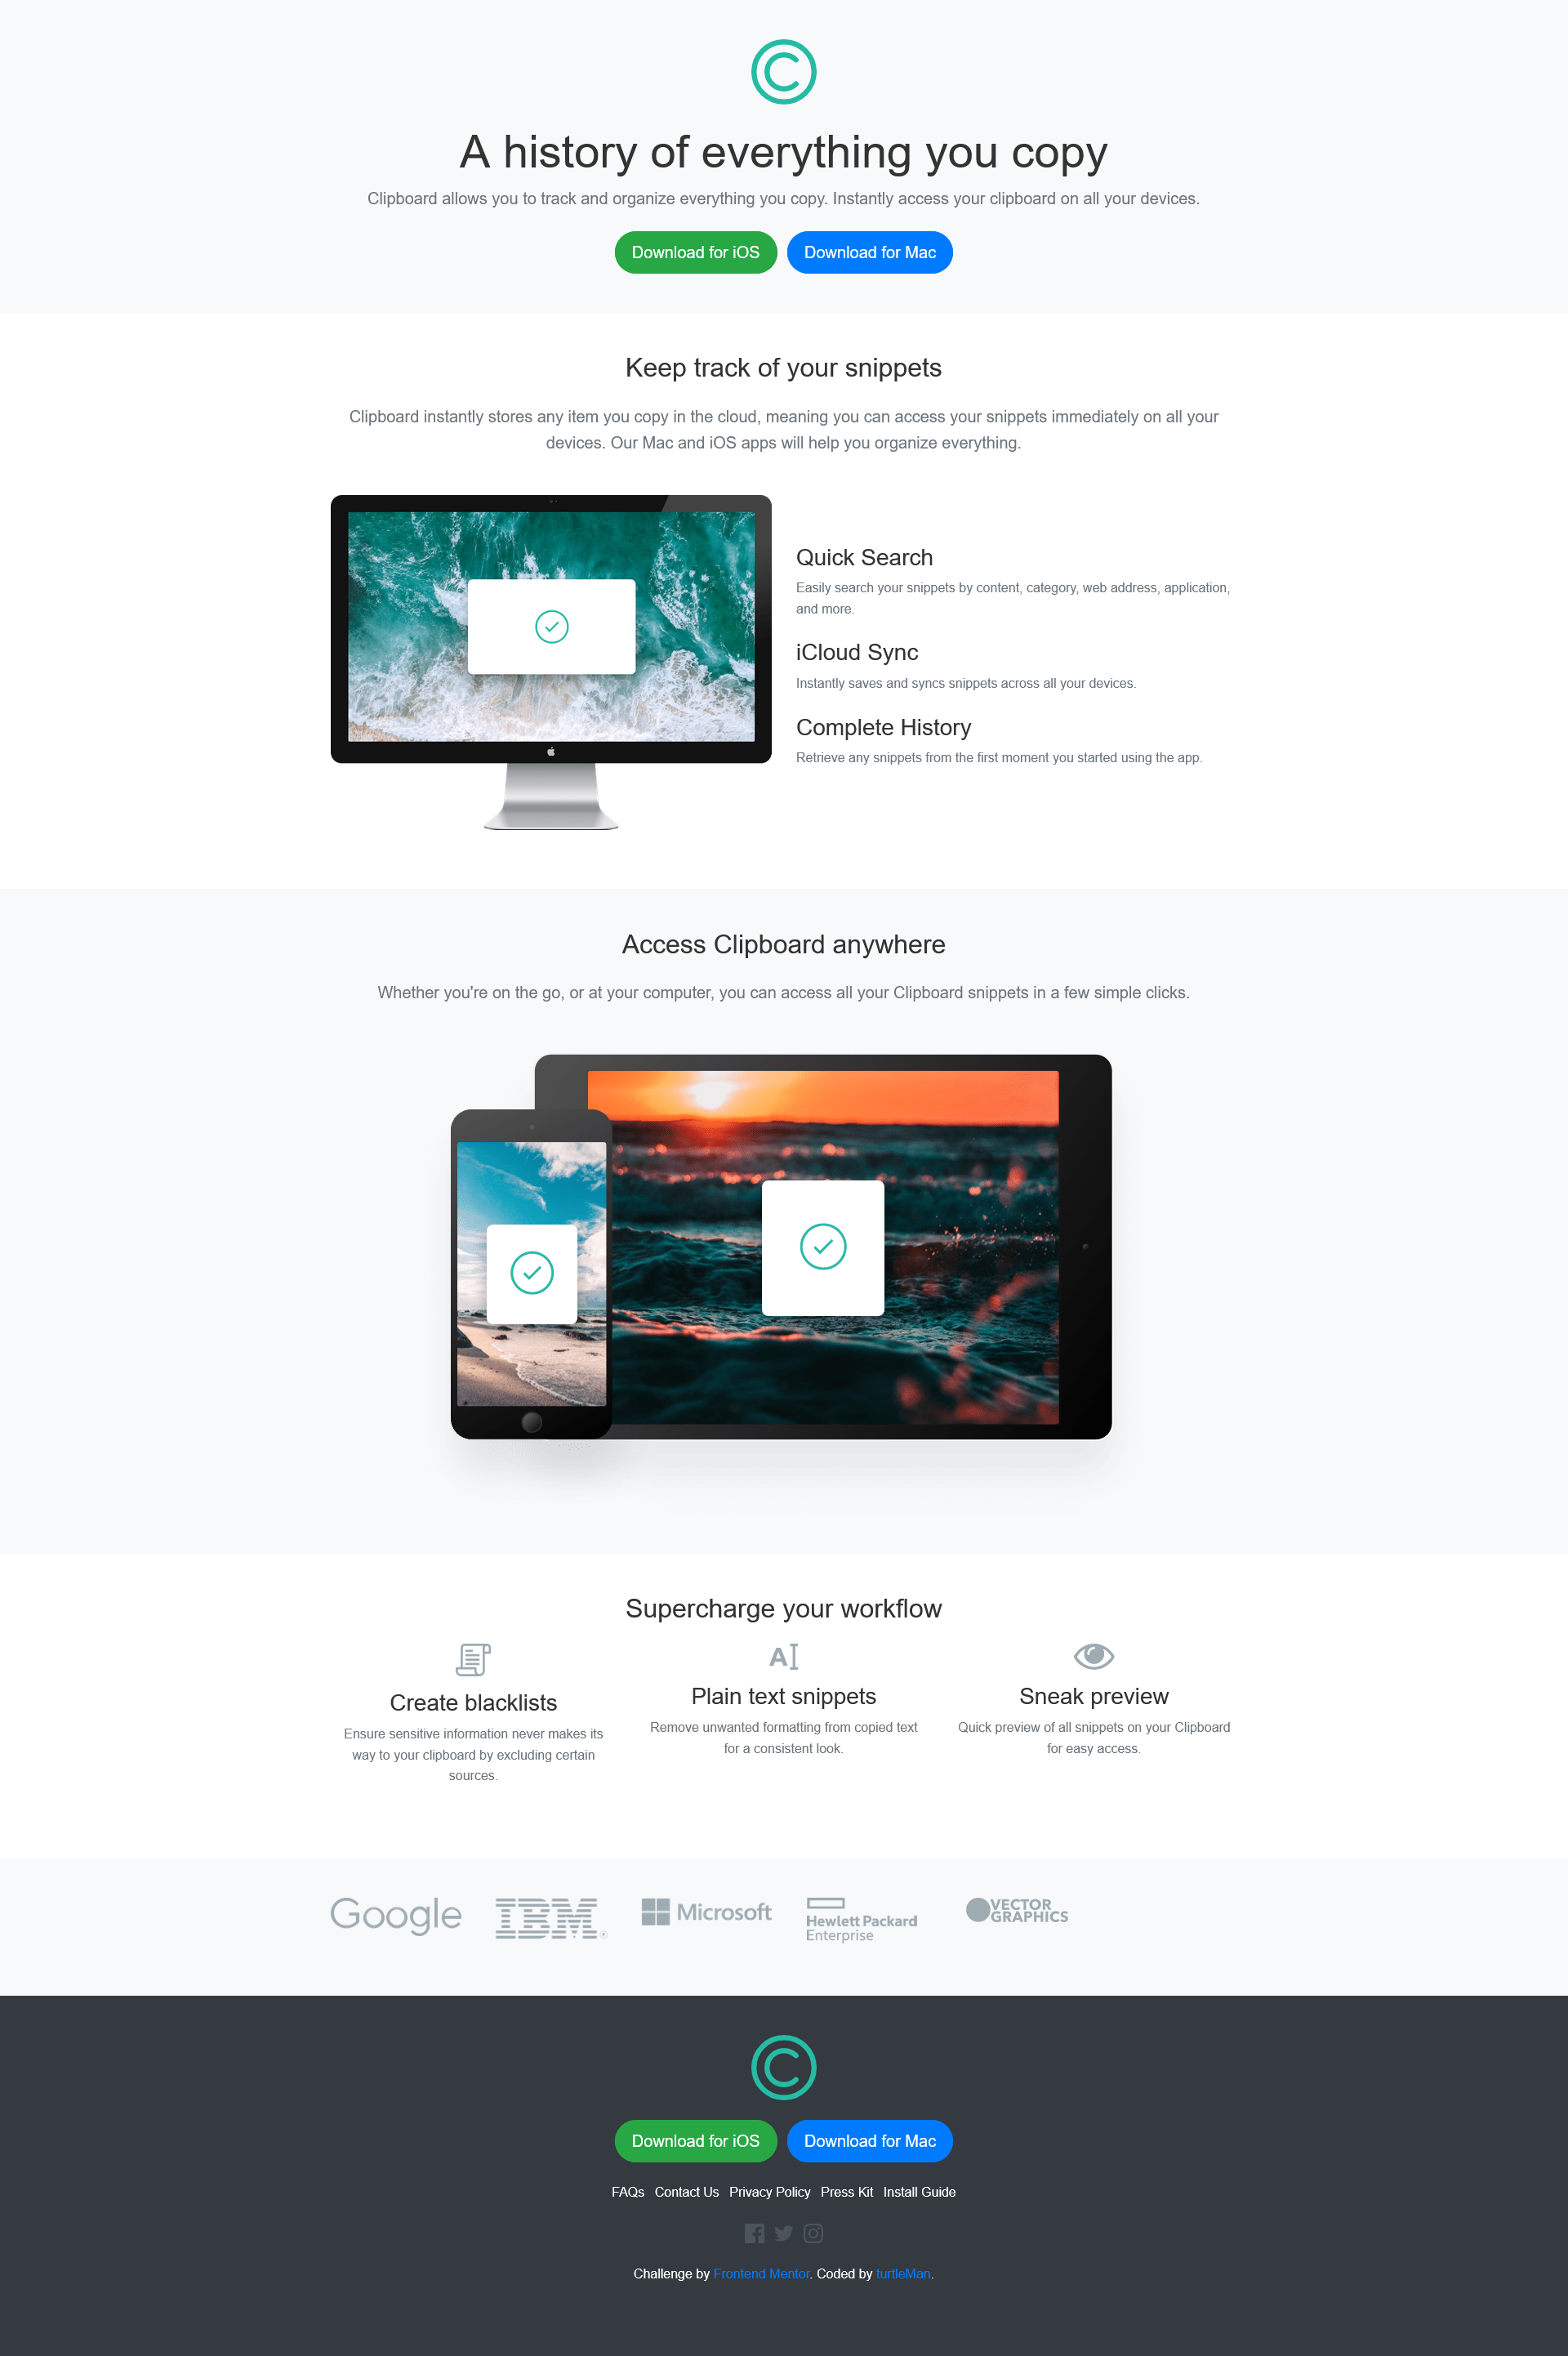 A history of everything you copy
Clipboard allows you to track and organize everything you copy. Instantly access your clipboard on all your devices.
Download for iOS
Download for Mac
Keep track of your snippets
Clipboard instantly stores any item you copy in the cloud, meaning you can access your snippets immediately on all your
devices. Our Mac and iOS apps will help you organize everything.
Quick Search
Easily search your snippets by content, category, web address, application,
and more.
iCloud Sync
Instantly saves and syncs snippets across all your devices.
Complete History
Retrieve any snippets from the first moment you started using the app.
Access Clipboard anywhere
Whether you're on the go, or at your computer, you can access all your Clipboard snippets in a few simple clicks.
Supercharge your workflow
Create blacklists
Ensure sensitive information never makes its
way to your clipboard by excluding certain
sources.
Plain text snippets
Remove unwanted formatting from copied text
for a consistent look.
Sneak preview
Quick preview of all snippets on your Clipboard
for easy access.
Google
IBM
Microsoft
Hewlett Packard
Enterprise
VECTOR
GRAPHICS
Download for iOS
Download for Mac
FAQs Contact Us Privacy Policy Press Kit Install Guide
Challenge by Frontend Mentor. Coded by turtleMan.